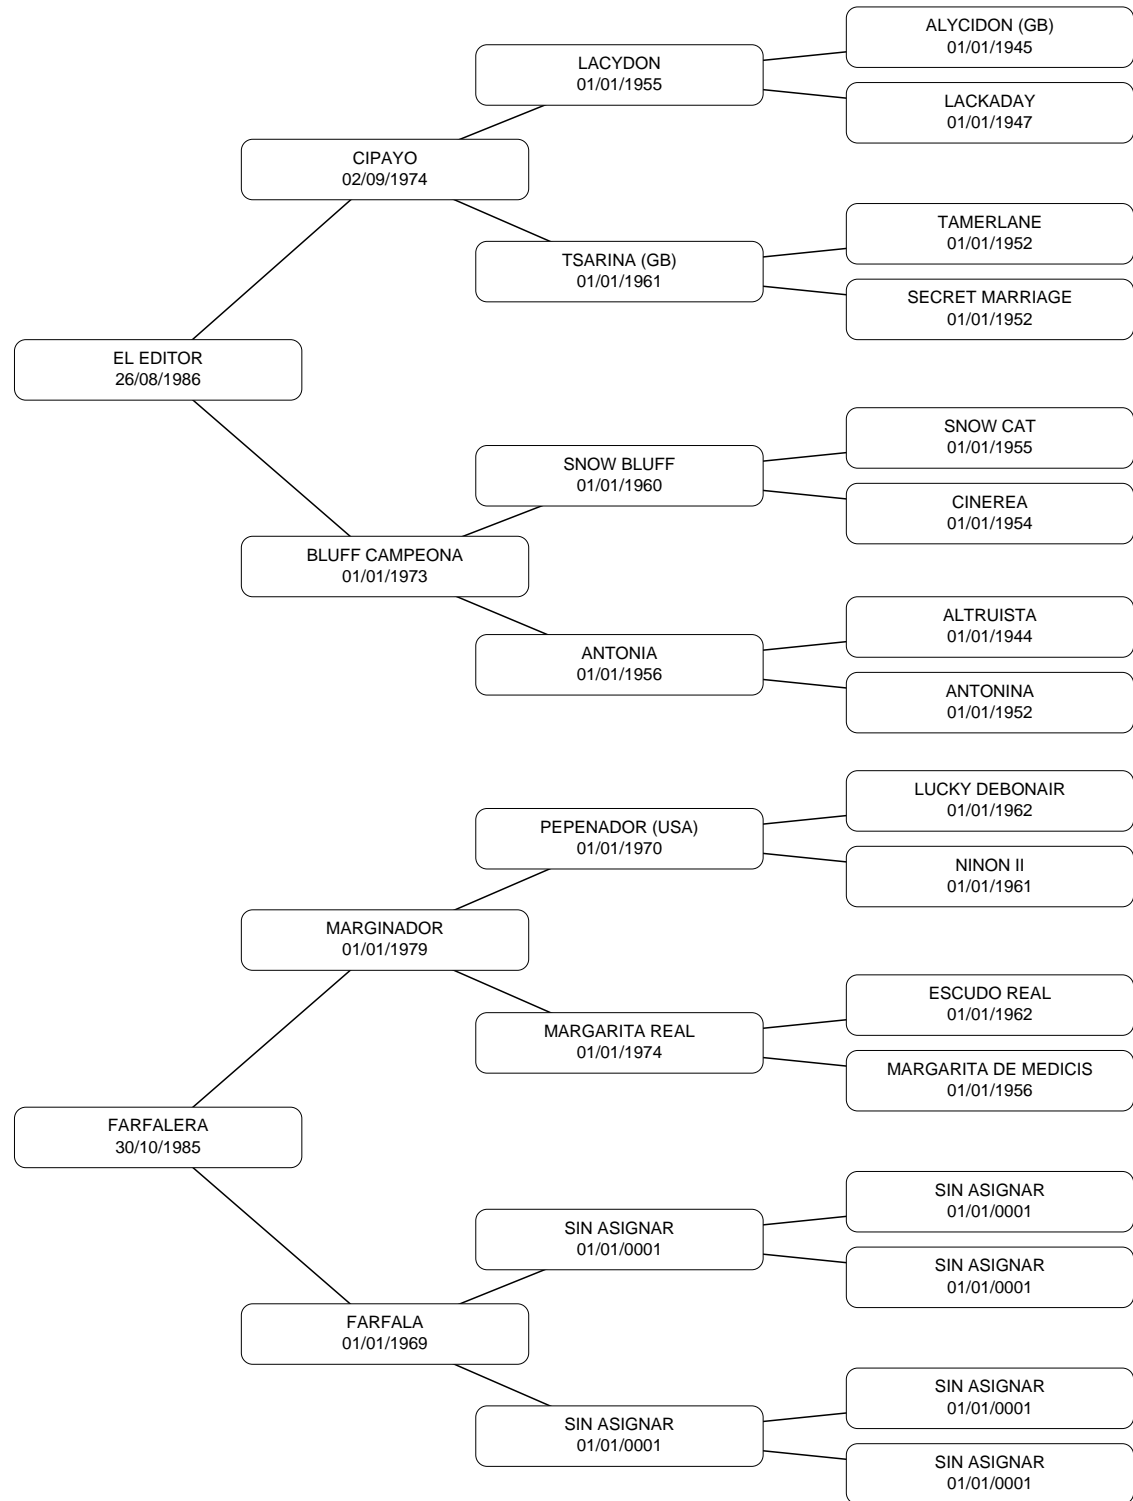 ALYCIDON (GB)
01/01/1945
LACYDON
01/01/1955
LACKADAY
01/01/1947
CIPAYO
02/09/1974
TAMERLANE
01/01/1952
TSARINA (GB)
01/01/1961
SECRET MARRIAGE
01/01/1952
EL EDITOR
26/08/1986
SNOW CAT
01/01/1955
SNOW BLUFF
01/01/1960
CINEREA
01/01/1954
BLUFF CAMPEONA
01/01/1973
ALTRUISTA
01/01/1944
ANTONIA
01/01/1956
ANTONINA
01/01/1952
LUCKY DEBONAIR
01/01/1962
PEPENADOR (USA)
01/01/1970
NINON II
01/01/1961
MARGINADOR
01/01/1979
ESCUDO REAL
01/01/1962
MARGARITA REAL
01/01/1974
MARGARITA DE MEDICIS
01/01/1956
FARFALERA
30/10/1985
SIN ASIGNAR
01/01/0001
SIN ASIGNAR
01/01/0001
SIN ASIGNAR
01/01/0001
FARFALA
01/01/1969
SIN ASIGNAR
01/01/0001
SIN ASIGNAR
01/01/0001
SIN ASIGNAR
01/01/0001